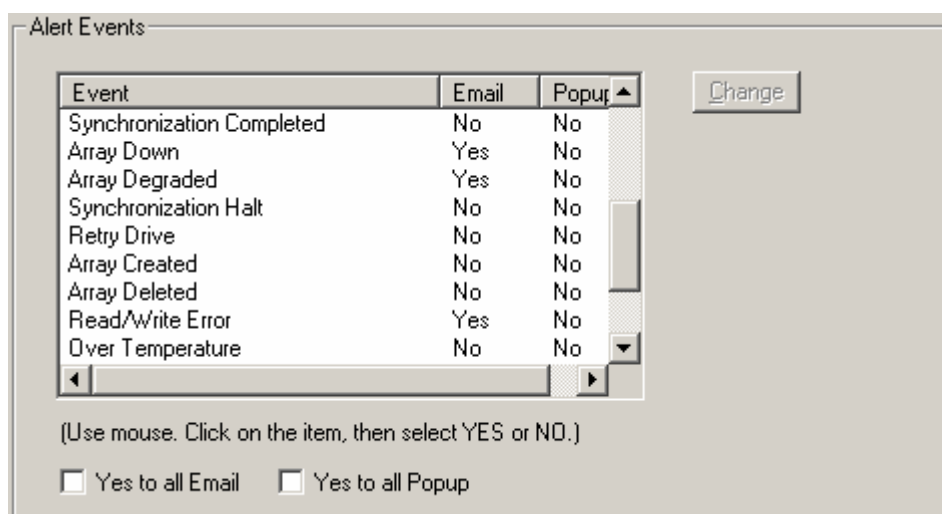 Alert Events
Event Email Popup
Synchronization Completed No No
Array Down Yes No
Array Degraded Yes No
Synchronization Halt No No
Retry Drive No No
Array Created No No
Array Deleted No No
Read/Write Error Yes No
Over Temperature No No
(Use mouse. Click on the item, then select YES or NO.)
Yes to all Email Yes to all Popup
Change